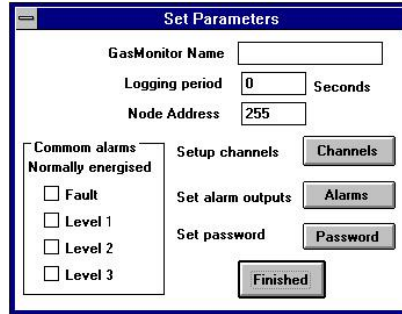 Set Parameters
GasMonitor Name
Logging period 0 Seconds
Node Address 255
Commom alarms
Normally energised
Fault
Level 1
Level 2
Level 3
Setup channels Channels
Set alarm outputs Alarms
Set password Password
Finished